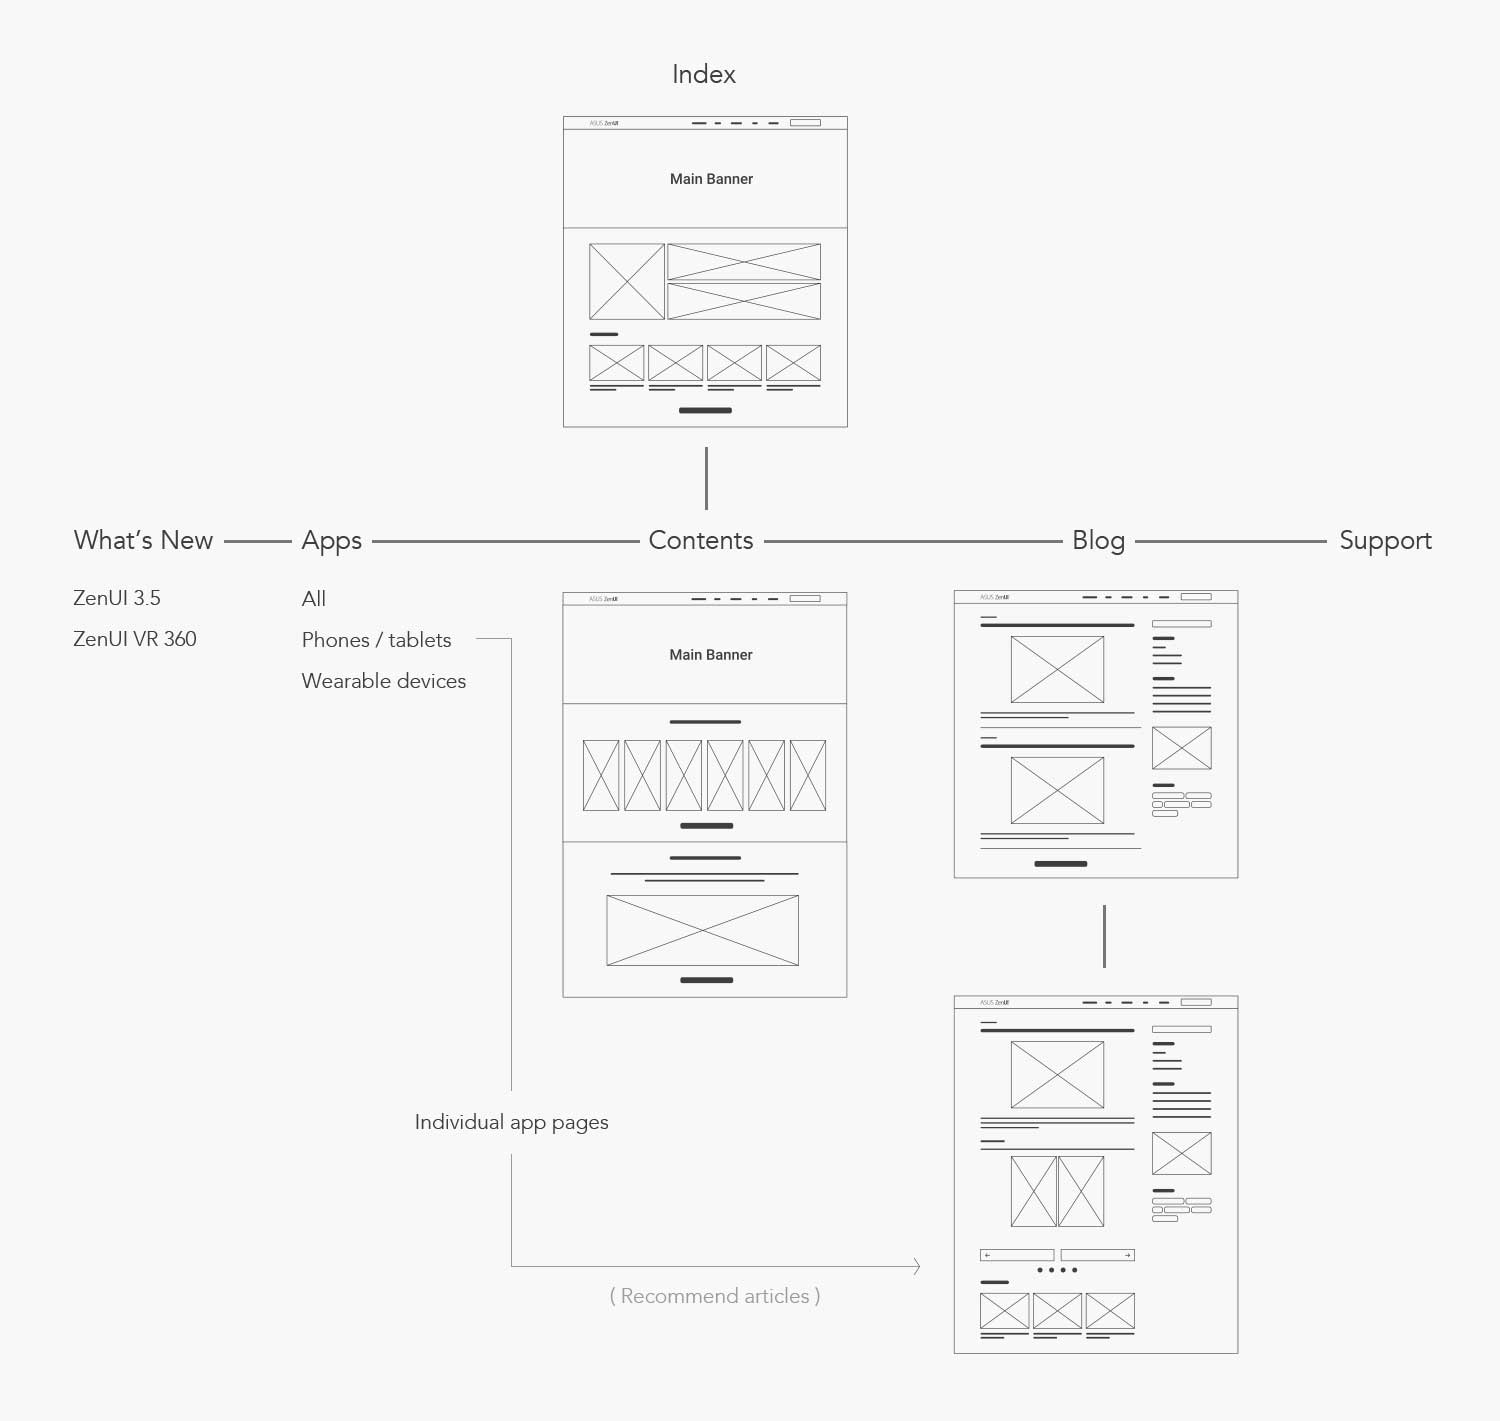 Index
ASUS ZenUI
Main Banner
What's New
Apps
Contents
Blog
Support
ZenUI 3.5
ZenUI VR 360
All
Phones / tablets
Wearable devices
ASUS ZenUI
Main Banner
ASUS ZenUI
Individual app pages
( Recommend articles )
ASUS ZenUI